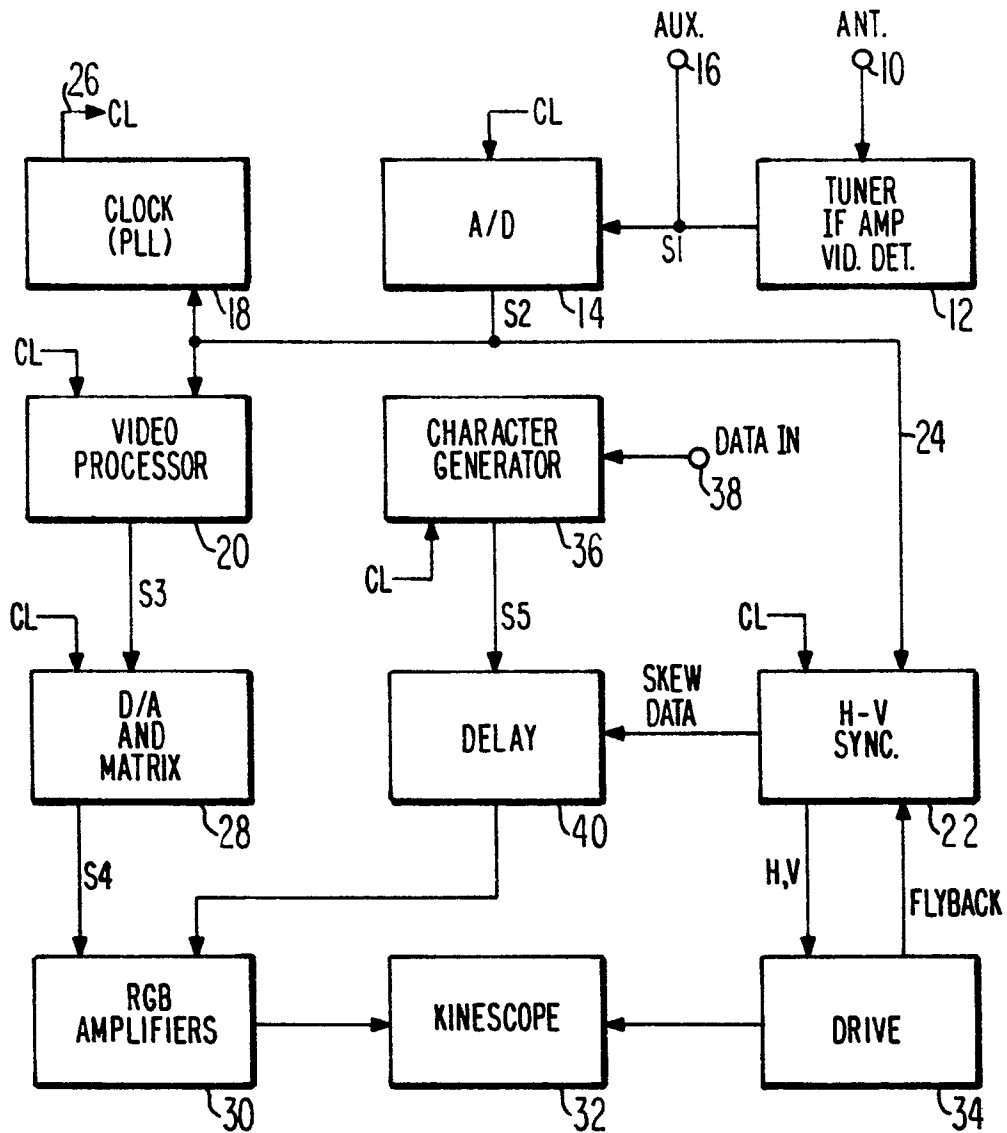 AUX.
ANT.
26
CL
16
10
CL
CLOCK
(PLL)
A/D
TUNER
IF AMP
VID. DET.
S1
18
S2
14
12
CL
VIDEO
PROCESSOR
CHARACTER
GENERATOR
DATA IN
38
24
20
36
CL
S3
CL
S5
CL
D/A
AND
MATRIX
DELAY
SKEW
DATA
H-V
SYNC.
28
40
22
S4
H,V
FLYBACK
RGB
AMPLIFIERS
KINESCOPE
DRIVE
30
32
34